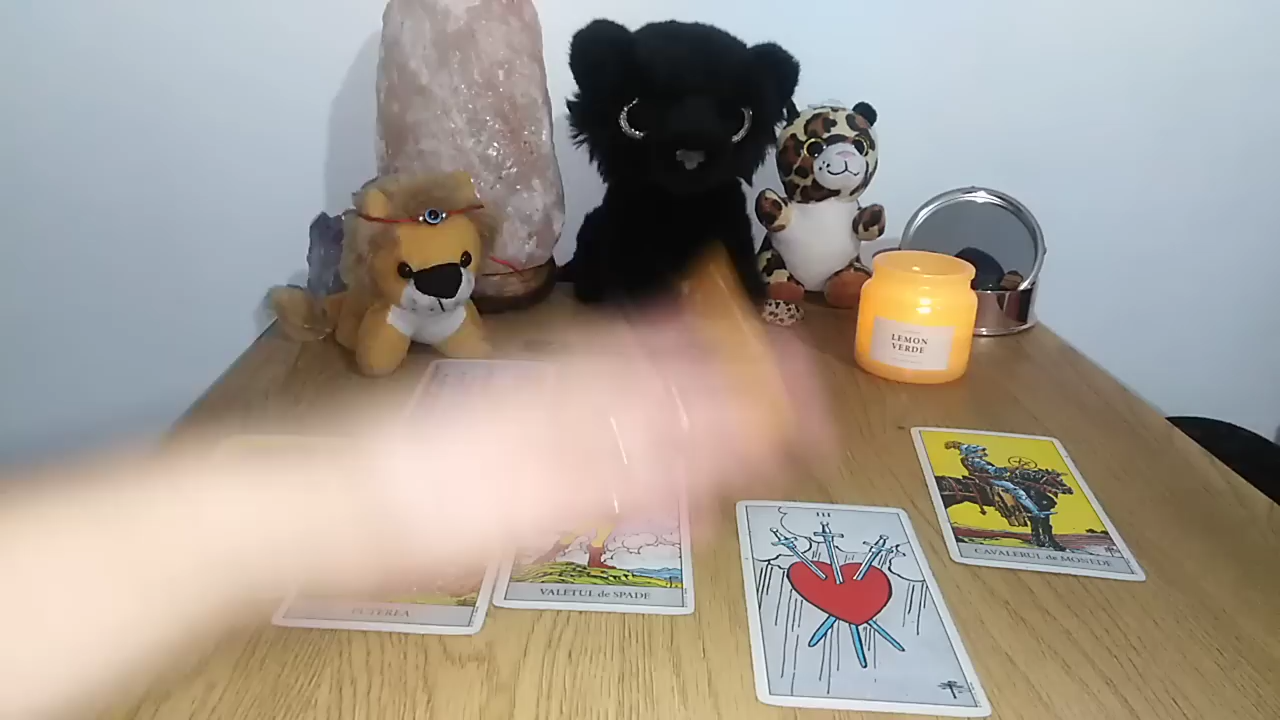 LEMON
VERDE
CAVALERUL de MONEDE
III
VALETUL de SPADE
PUTEREA